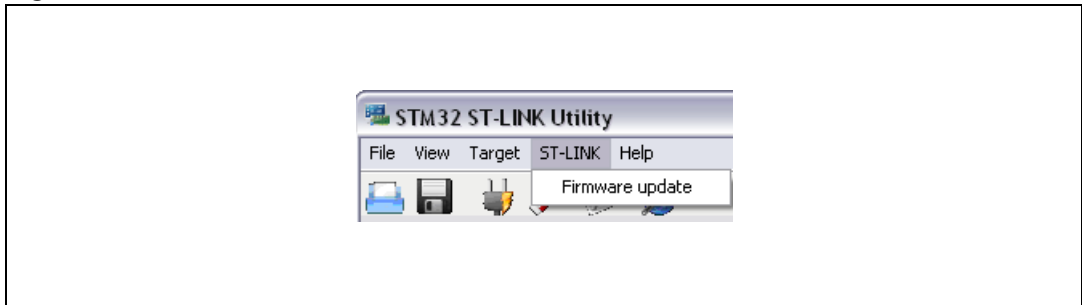 STM32 ST-LINK Utility
File View Target ST-LINK Help
Firmware update